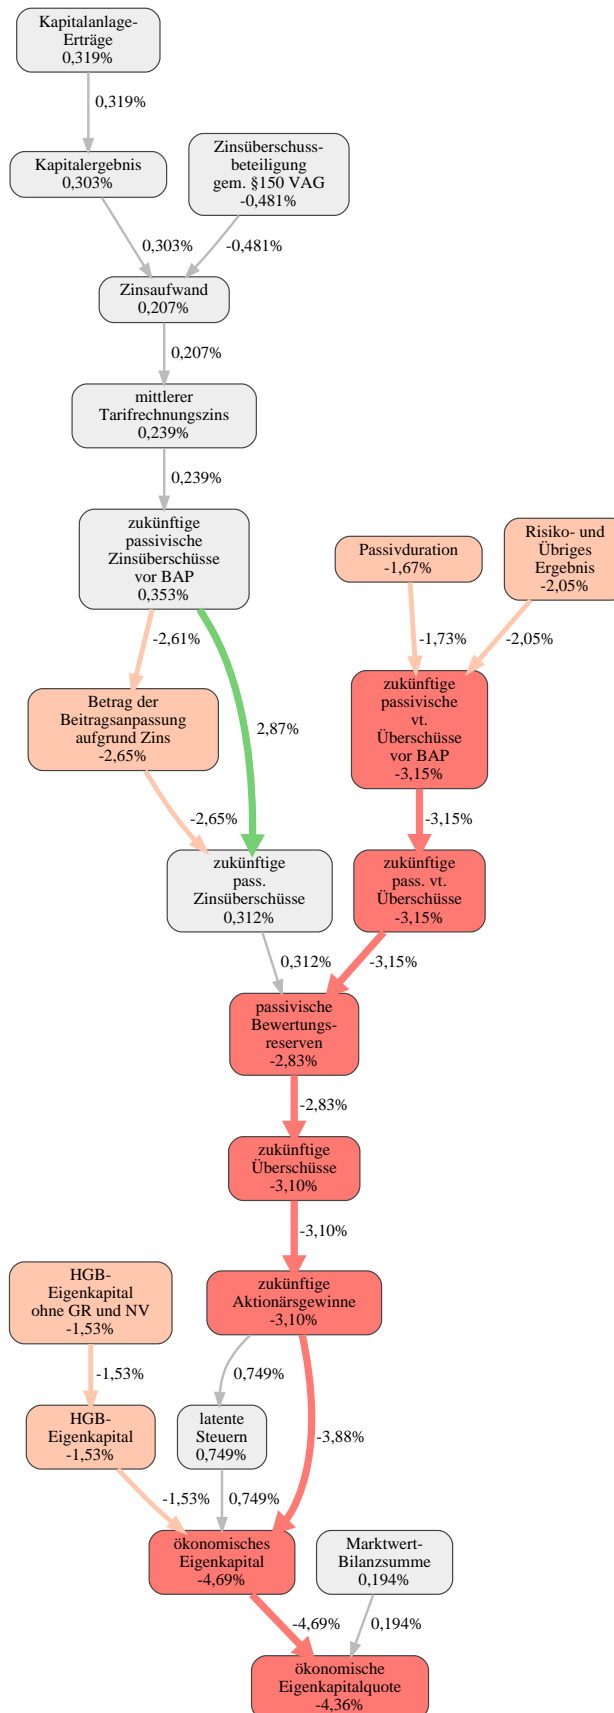 Kapitalanlage-
Erträge
0,319%
0,319%
Kapitalergebnis
0,303%
Zinsüberschuss-
beteiligung
gem. §150 VAG
-0,481%
0,303%
-0,481%
Zinsaufwand
0,207%
0,207%
mittlerer
Tarifrechnungszins
0,239%
0,239%
zukünftige
passivische
Zinsüberschüsse
vor BAP
0,353%
Passivduration
-1,67%
Risiko- und
Übriges
Ergebnis
-2,05%
-2,61%
-1,73%
-2,05%
Betrag der
Beitragsanpassung
aufgrund Zins
-2,65%
2,87%
zukünftige
passivische
vt.
Überschüsse
vor BAP
-3,15%
-2,65%
-3,15%
zukünftige
pass.
Zinsüberschüsse
0,312%
zukünftige
pass. vt.
Überschüsse
-3,15%
0,312%
-3,15%
passivische
Bewertungs-
reserven
-2,83%
-2,83%
zukünftige
Überschüsse
-3,10%
-3,10%
HGB-
Eigenkapital
ohne GR und NV
-1,53%
zukünftige
Aktionärsgewinne
-3,10%
-1,53%
0,749%
HGB-
Eigenkapital
-1,53%
latente
Steuern
0,749%
-3,88%
-1,53%
0,749%
ökonomisches
Eigenkapital
-4,69%
Marktwert-
Bilanzsumme
0,194%
-4,69%
0,194%
ökonomische
Eigenkapitalquote
-4,36%